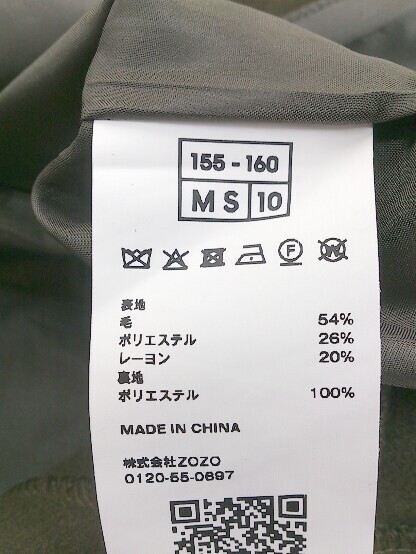 155 - 160
M S 10
F W
表地
毛 54%
ポリエステル 26%
レーヨン 20%
裏地
ポリエステル 100%
MADE IN CHINA
株式会社ZOZO
0120-55-0697